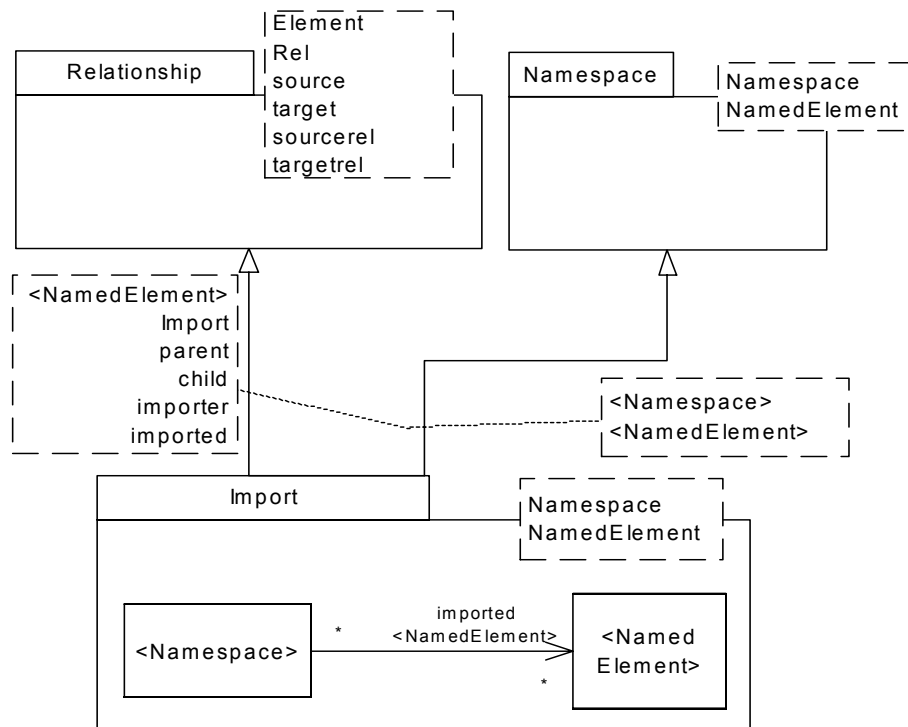 Relationship
Element
Rel
source
target
sourcerel
targetrel
Namespace
Namespace
NamedElement
<NamedElement>
Import
parent
child
importer
imported
<Namespace>
<NamedElement>
Import
Namespace
NamedElement
<Namespace>
*
imported
<NamedElement>
*
<Named
Element>